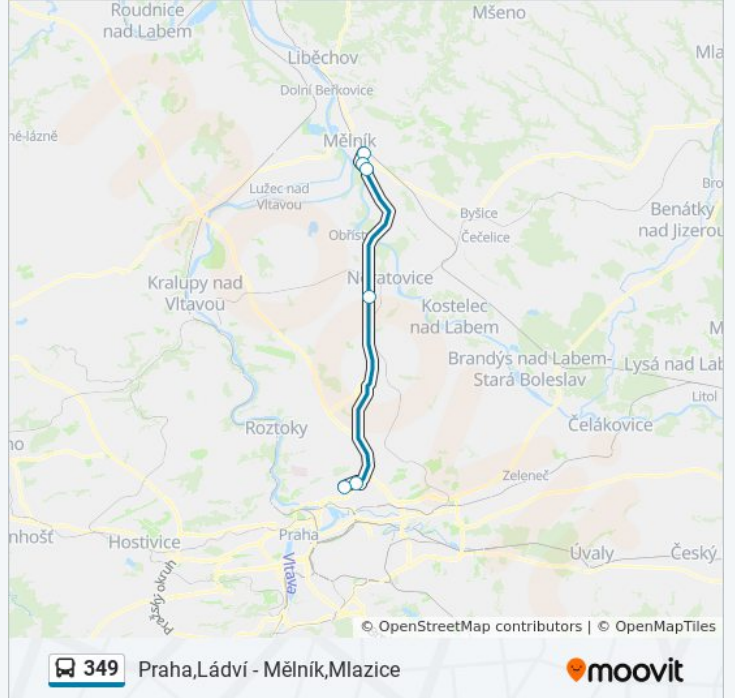 Roudnice
nad Labem
Mšeno
Liběchov
Mla
Dolní Beřkovice
né-lázně
Mělník
Lužec nad
Vltavou
Bro
Byšice
Benátky
nad Jizerou
Obříst
Čečelice
Neratovice
Kralupy nad
Vltavou
Kostelec
nad Labem
M
Brandýs nad Labem-
Stará Boleslav
Lysá nad Lab
Litol
Roztoky
Čelákovice
no
Zeleneč
nhošť
Hostivice
Praha
Úvaly
Český
Vltava
Pražský okruh
© OpenStreetMap contributors | © OpenMapTiles
349 Praha,Ládví - Mělník,Mlazice
moovit